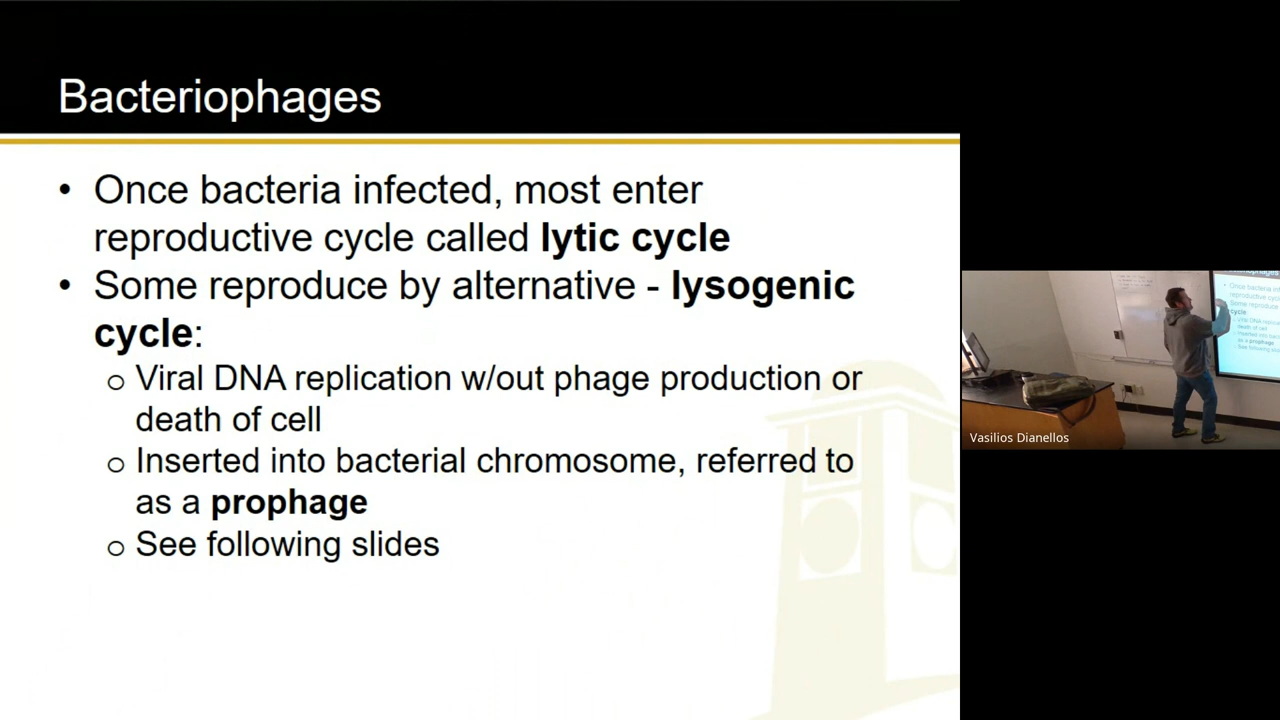 Bacteriophages
• Once bacteria infected, most enter
reproductive cycle called lytic cycle
• Some reproduce by alternative - lysogenic
cycle:
o Viral DNA replication w/out phage production or
death of cell
o Inserted into bacterial chromosome, referred to
as a prophage
o See following slides
Vasilios Dianellos